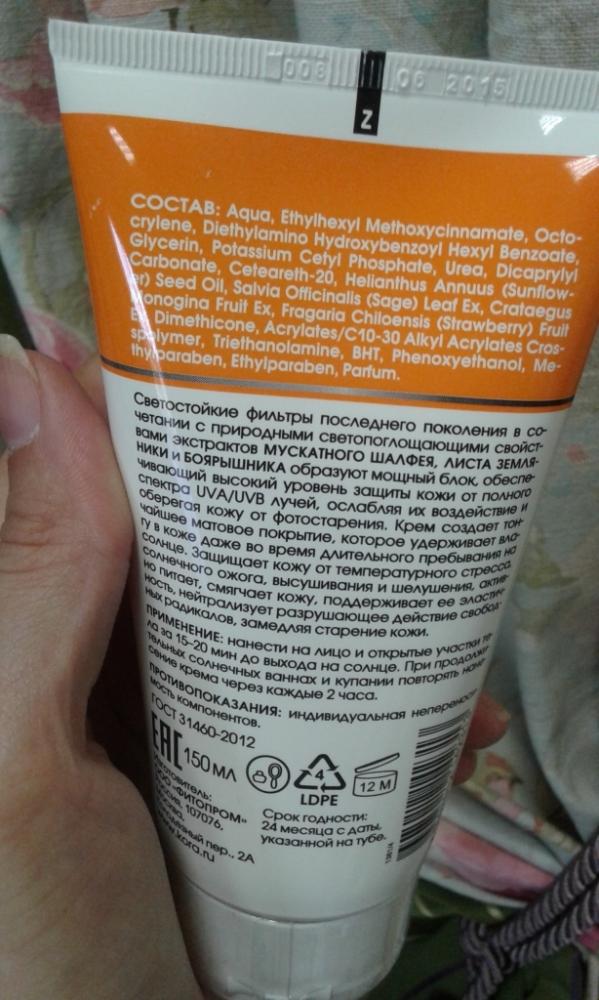 008 06 2015
Z
СОСТАВ: Aqua, Ethylhexyl Methoxycinnamate, Octo-
crylene, Diethylamino Hydroxybenzoyl Hexyl Benzoate,
Glycerin, Potassium Cetyl Phosphate, Urea, Dicaprylyl
Carbonate, Ceteareth-20, Helianthus Annuus (Sunflow-
er) Seed Oil, Salvia Officinalis (Sage) Leaf Ex, Crataegus
Monogina Fruit Ex, Fragaria Chiloensis (Strawberry) Fruit
Ex, Dimethicone, Acrylates/C10-30 Alkyl Acrylates Cros-
spolymer, Triethanolamine, BHT, Phenoxyethanol, Me-
thylparaben, Ethylparaben, Parfum.
Светостойкие фильтры последнего поколения в со-
четании с природными светопоглощающими свойст-
вами экстрактов МУСКАТНОГО ШАЛФЕЯ, ЛИСТА ЗЕМЛЯ-
НИКИ и БОЯРЫШНИКА образуют мощный блок, обеспе-
чивающий высокий уровень защиты кожи от полного
спектра UVA/UVB лучей, ослабляя их воздействие и
оберегая кожу от фотостарения. Крем создает тон-
чайшее матовое покрытие, которое удерживает вла-
гу в коже даже во время длительного пребывания на
солнце. Защищает кожу от температурного стресса,
солнечного ожога, высушивания и шелушения, актив-
но питает, смягчает кожу, поддерживает ее эластич-
ность, нейтрализует разрушающее действие свобод-
ных радикалов, замедляя старение кожи.
ПРИМЕНЕНИЕ: нанести на лицо и открытые участки те-
ла за 15-20 мин до выхода на солнце. При продолжи-
тельных солнечных ваннах и купании повторять нане-
сение крема через каждые 2 часа.
ПРОТИВОПОКАЗАНИЯ: индивидуальная непереноси-
мость компонентов.
ГОСТ 31460-2012
EAC 150 МЛ
4
LDPE
12 M
Изготовитель:
ООО «ФИТОПРОМ»
Россия, 107076,
Москва,
пер., 2А
www.kora.ru
Срок годности:
24 месяца с даты,
указанной на тубе.